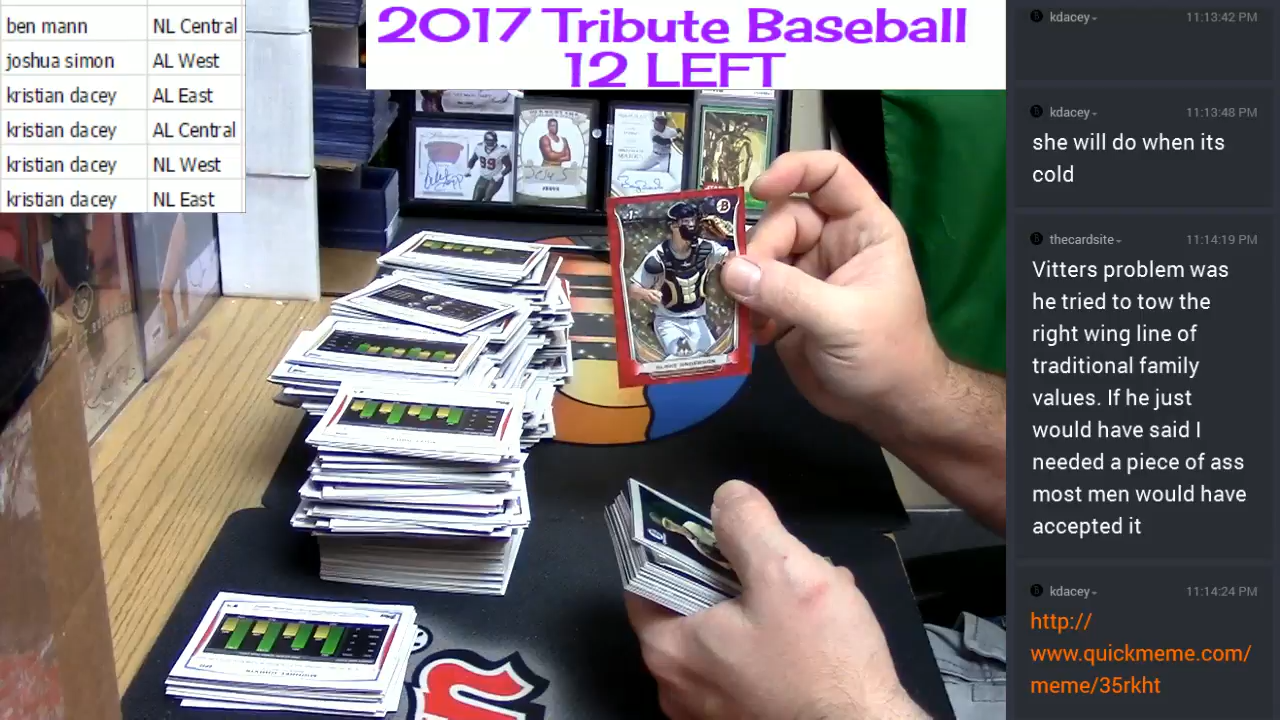 ben mann NL Central
joshua simon AL West
kristian dacey AL East
kristian dacey AL Central
kristian dacey NL West
kristian dacey NL East
2017 Tribute Baseball
12 LEFT
kdacey 11:13:42 PM
kdacey 11:13:48 PM
she will do when its
cold
thecardsite 11:14:19 PM
Vitters problem was
he tried to tow the
right wing line of
traditional family
values. If he just
would have said I
needed a piece of ass
most men would have
accepted it
kdacey 11:14:24 PM
http://
www.quickmeme.com/
meme/35rkht
99
B
BLAKE ANDERSON